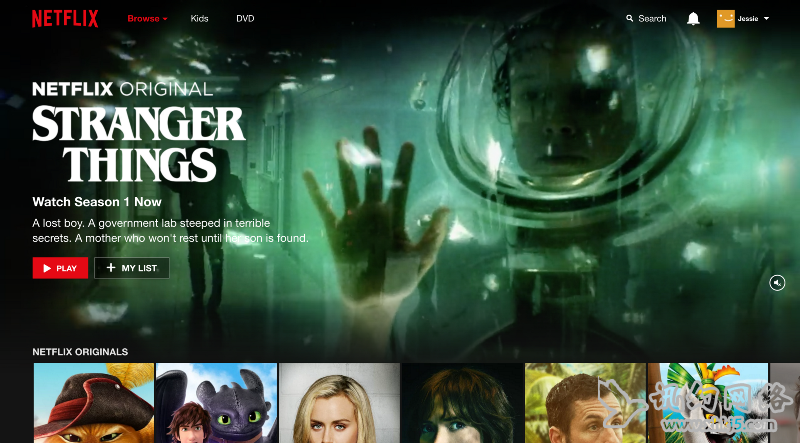 NETFLIX
Browse
Kids
DVD
Search
Jessie
NETFLIX ORIGINAL
STRANGER
THINGS
Watch Season 1 Now
A lost boy. A government lab steeped in terrible
secrets. A mother who won't rest until her son is found.
PLAY
MY LIST
NETFLIX ORIGINALS